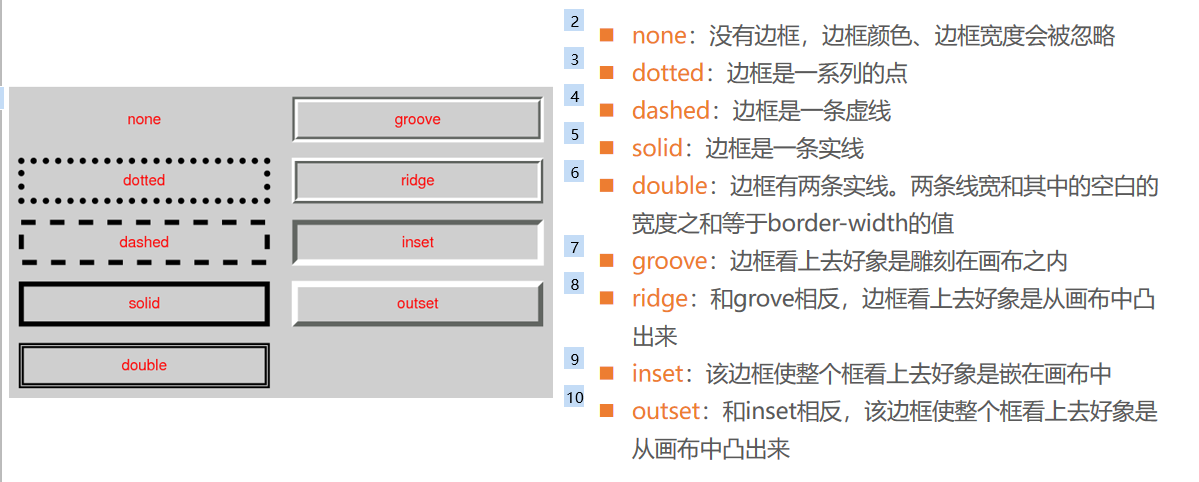 none
groove
dotted
ridge
dashed
inset
solid
outset
double
2
none：没有边框，边框颜色、边框宽度会被忽略
3
dotted：边框是一系列的点
4
dashed：边框是一条虚线
5
solid：边框是一条实线
6
double：边框有两条实线。两条线宽和其中的空白的
宽度之和等于border-width的值
7
groove：边框看上去好象是雕刻在画布之内
8
ridge：和grove相反，边框看上去好象是从画布中凸
出来
9
inset：该边框使整个框看上去好象是嵌在画布中
10
outset：和inset相反，该边框使整个框看上去好象是
从画布中凸出来